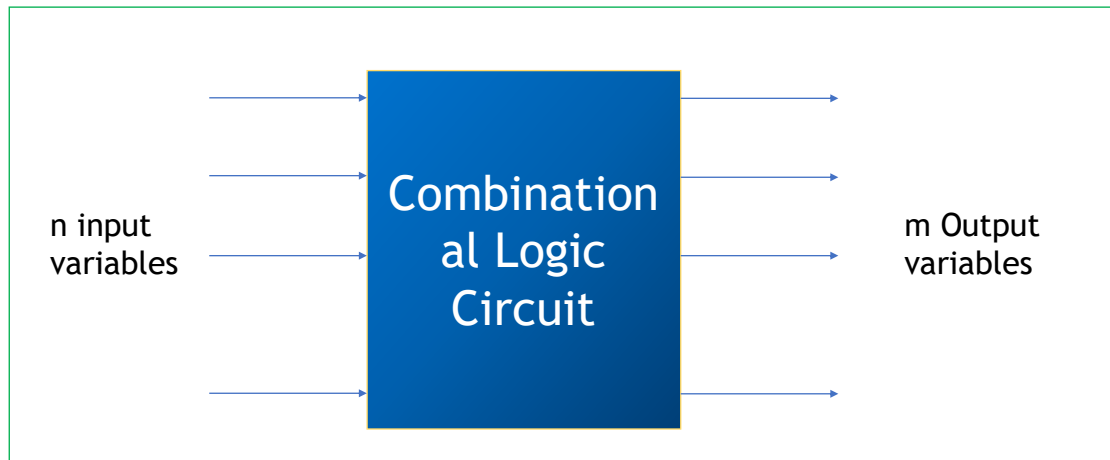 n input
variables
Combination
al Logic
Circuit
m Output
variables